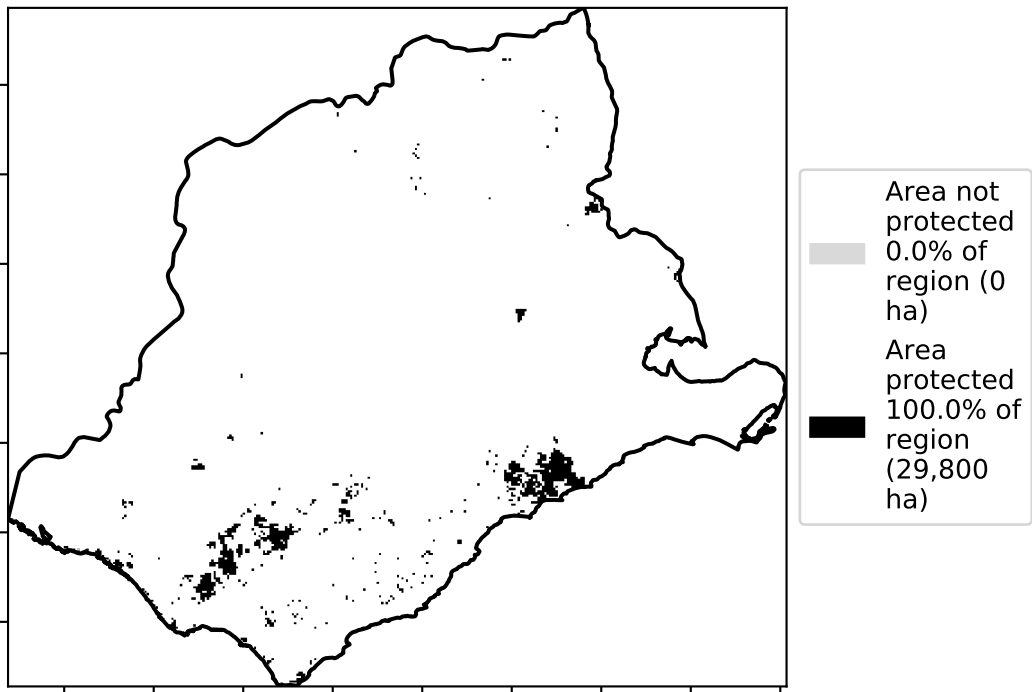 Area not
protected
0.0% of
region (0
ha)
Area
protected
100.0% of
region
(29,800
ha)